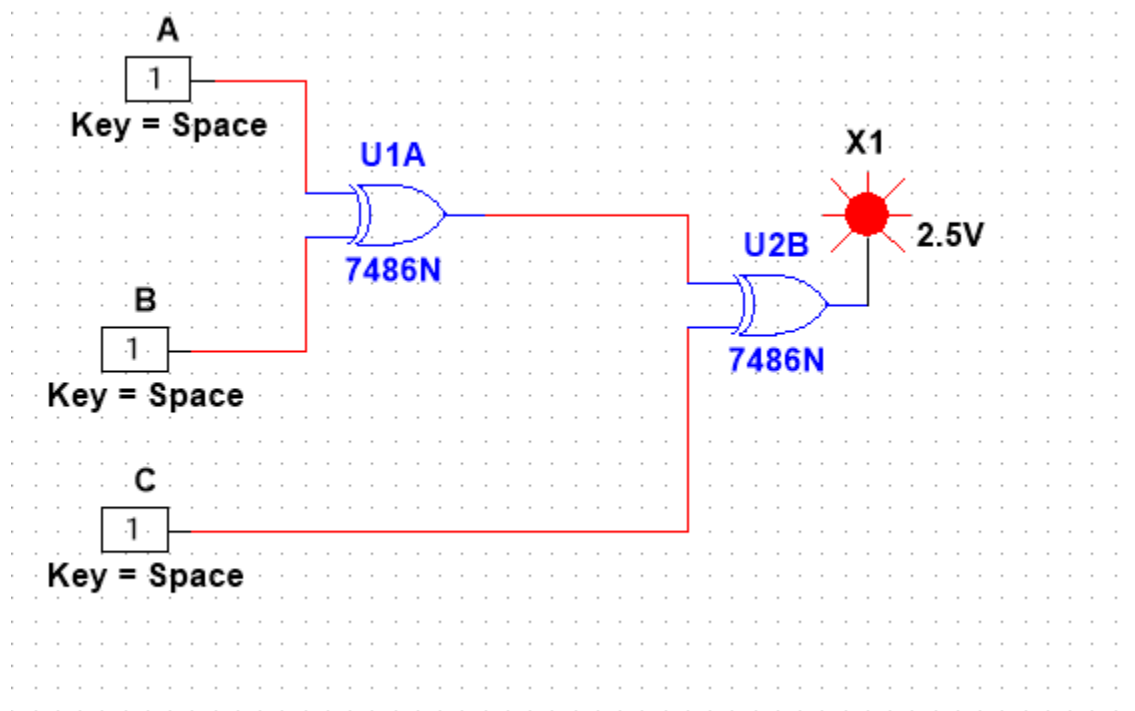 A
1
Key = Space
U1A
7486N
B
1
Key = Space
X1
2.5V
U2B
7486N
C
1
Key = Space